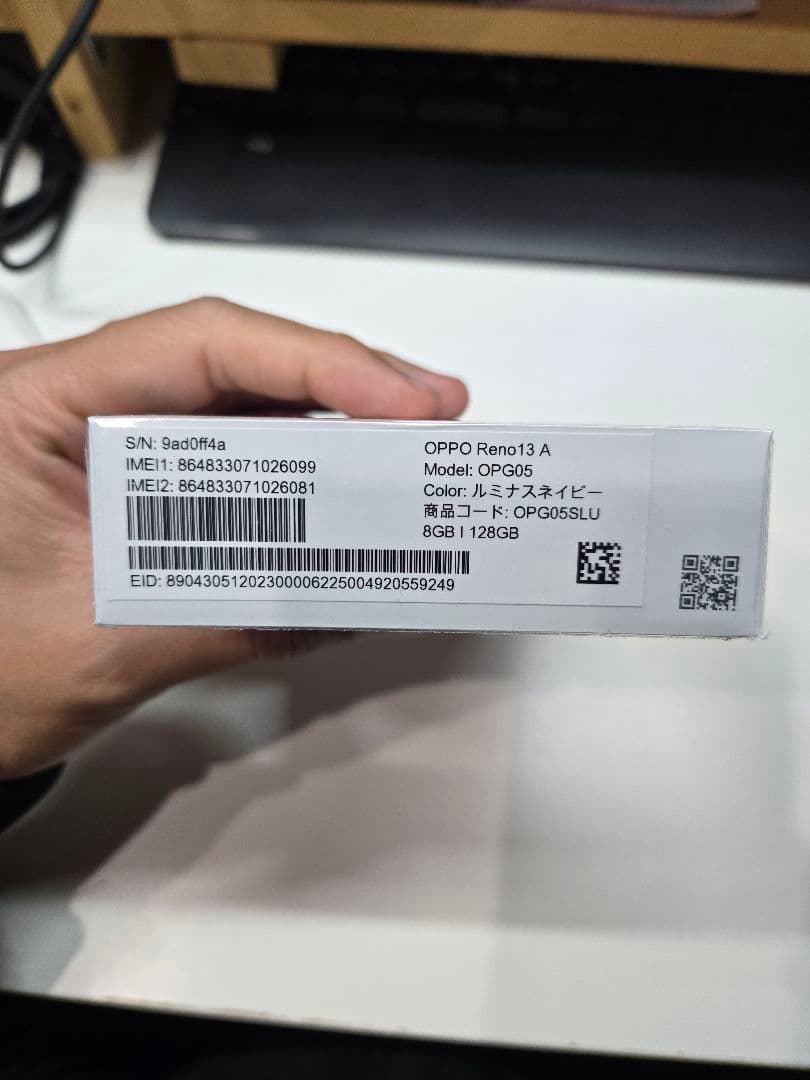 S/N: 9ad0ff4a
IMEI1: 864833071026099
IMEI2: 864833071026081
EID: 89043051202300006225004920559249
OPPO Reno13 A
Model: OPG05
Color: ルミナスネイビー
商品コード: OPG05SLU
8GB | 128GB